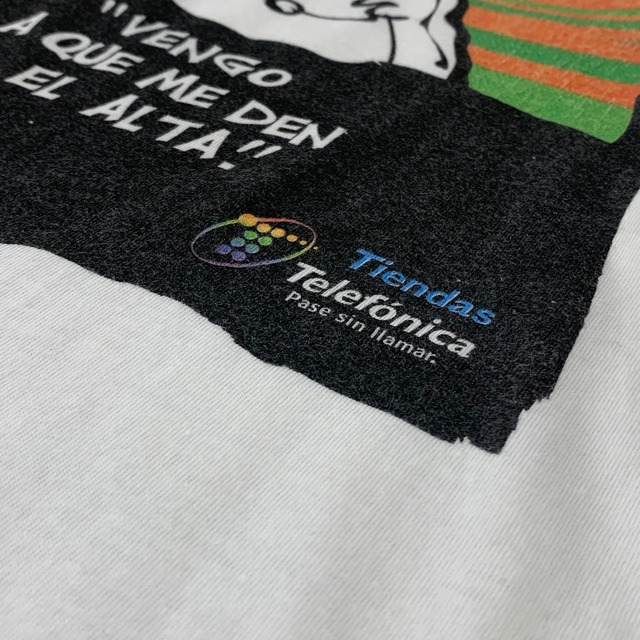 "VENGO
A QUE ME DEN
EL ALTA!"
Tiendas
Telefónica
Pase sin llamar.